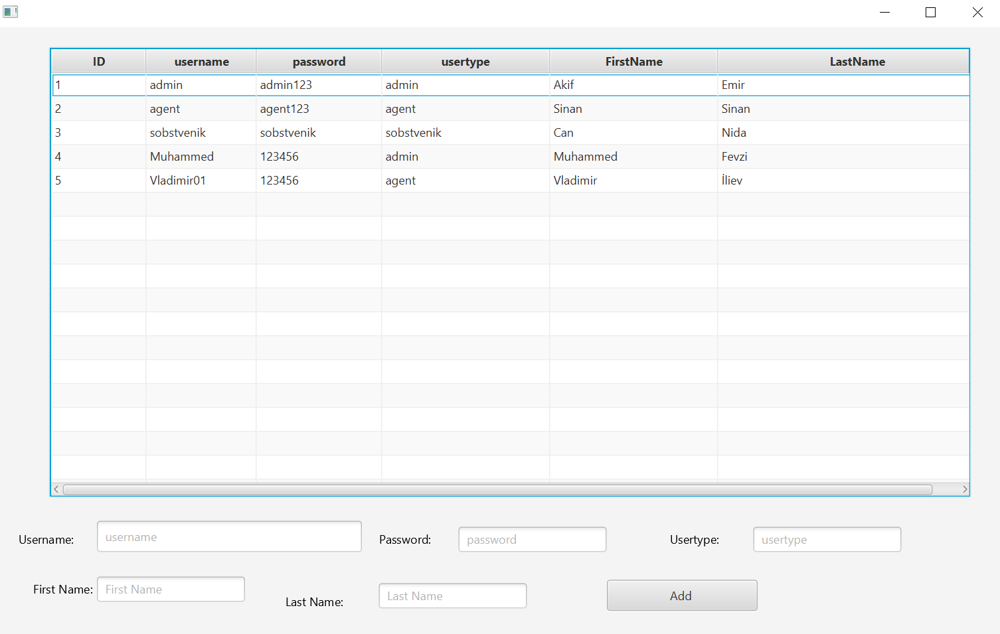 ID username password usertype FirstName LastName
1 admin admin123 admin Akif Emir
2 agent agent123 agent Sinan Sinan
3 sobstvenik sobstvenik sobstvenik Can Nida
4 Muhammed 123456 admin Muhammed Fevzi
5 Vladimir01 123456 agent Vladimir İliev
Username: username Password: password Usertype: usertype
First Name: First Name Last Name: Last Name Add